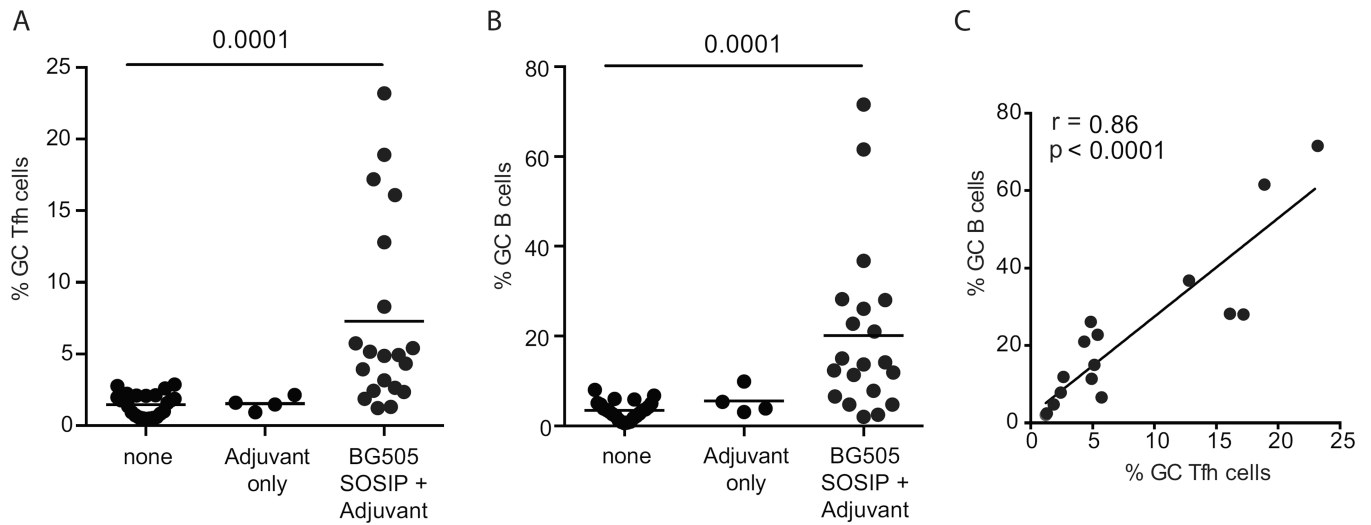 A
0.0001
25
20
15
10
5
0
% GC Tfh cells
none
Adjuvant
only
BG505
SOSIP +
Adjuvant
B
0.0001
80
60
40
20
0
% GC B cells
none
Adjuvant
only
BG505
SOSIP +
Adjuvant
C
r = 0.86
p < 0.0001
80
60
40
20
0
% GC B cells
0 5 10 15 20 25
% GC Tfh cells